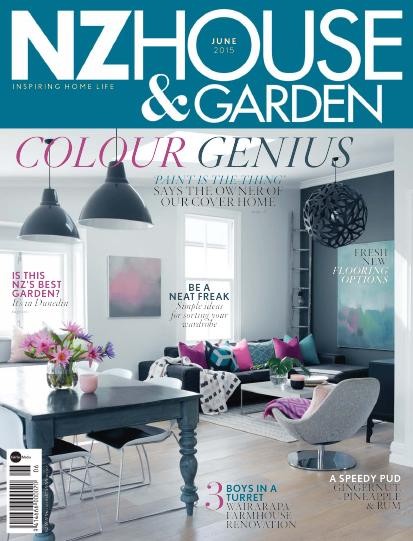 NZHOUSE
JUNE
2015
INSPIRING HOME LIFE
& GARDEN
COLOUR GENIUS
'PAINT IS THE THING'
SAYS THE OWNER OF
OUR COVER HOME
FRESH
NEW
FLOORING
OPTIONS
IS THIS
NZ'S BEST
GARDEN?
It's in Dunedin
BE A
NEAT FREAK
Simple ideas
for sorting your
wardrobe
A SPEEDY PUD
GINGERNUT,
PINEAPPLE
& RUM
3 BOYS IN A
TURRET
WAIRARAPA
FARMHOUSE
RENOVATION
06